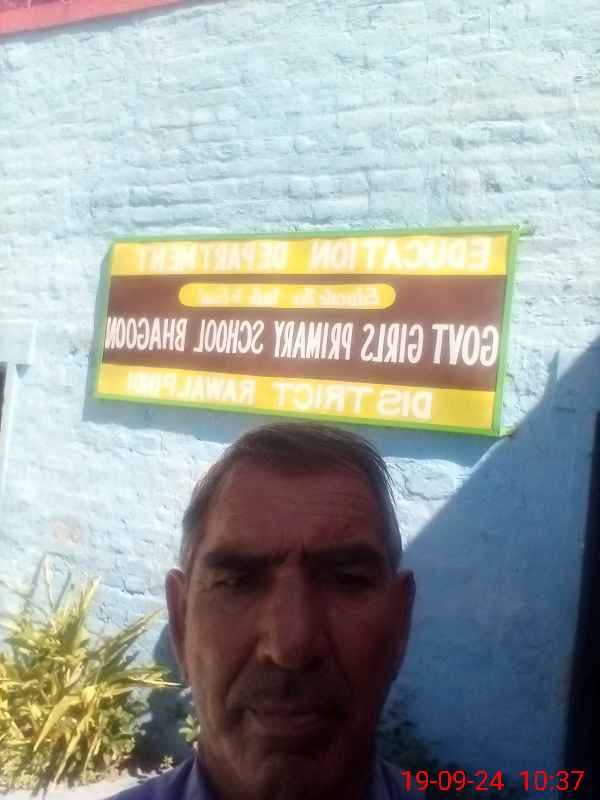 EDUCATION DEPARTMENT
GOVT GIRLS PRIMARY SCHOOL BHAGOON
DISTRICT RAWALPINDI
19-09-24 10:37